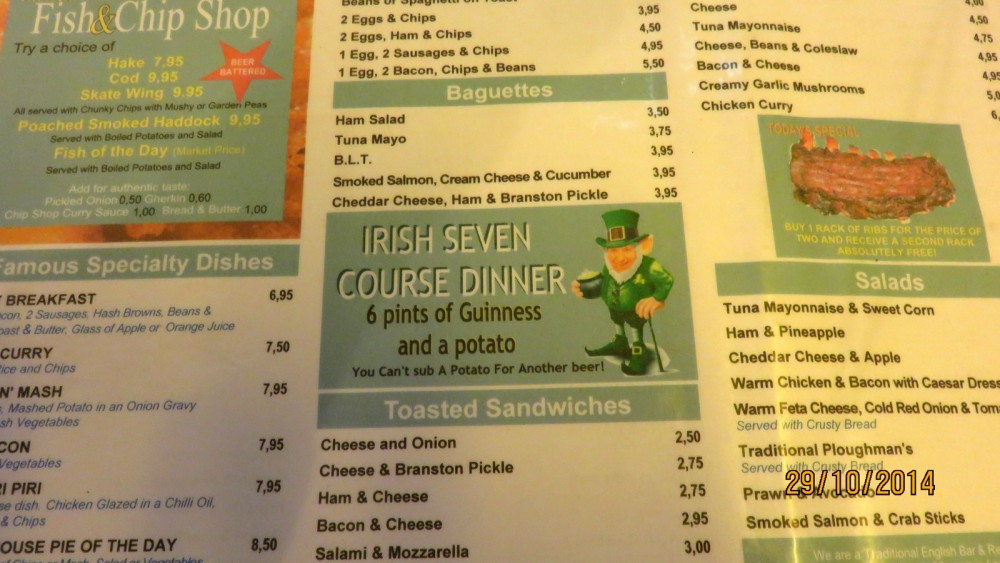 Fish & Chip Shop
Try a choice of
Hake 7,95
Cod 9,95
Skate Wing 9.95
BEER
BATTERED
All served with Chunky Chips with Mushy or Garden Peas
Poached Smoked Haddock 9,95
Served with Boiled Potatoes and Salad
Fish of the Day (Market Price)
Served with Boiled Potatoes and Salad
Add for authentic taste:
Pickled Onion 0,50 Gherkin 0,60
Chip Shop Curry Sauce 1,00 Bread & Butter 1,00
Famous Specialty Dishes
BREAKFAST 6,95
2 Sausages, Hash Browns, Beans &
& Butter, Glass of Apple or Orange Juice
CURRY 7,50
and Chips
N' MASH 7,95
Mashed Potato in an Onion Gravy
Vegetables
7,95
Vegetables
PIRI 7,95
dish. Chicken Glazed in a Chilli Oil,
& Chips
PIE OF THE DAY 8,50
Beans or Spaghetti on Toast
2 Eggs & Chips 3,95
2 Eggs, Ham & Chips 4,50
1 Egg, 2 Sausages & Chips 4,95
1 Egg, 2 Bacon, Chips & Beans 5,50
Baguettes
Ham Salad 3,50
Tuna Mayo 3,75
B.L.T. 3,95
Smoked Salmon, Cream Cheese & Cucumber 3,95
Cheddar Cheese, Ham & Branston Pickle 3,95
IRISH SEVEN
COURSE DINNER
6 pints of Guinness
and a potato
You Can't sub A Potato For Another beer!
Toasted Sandwiches
Cheese and Onion 2,50
Cheese & Branston Pickle 2,75
Ham & Cheese 2,75
Bacon & Cheese 2,95
Salami & Mozzarella 3,00
Cheese 4,00
Tuna Mayonnaise 4,50
Cheese, Beans & Coleslaw 4,75
Bacon & Cheese 4,95
Creamy Garlic Mushrooms 4,95
Chicken Curry
TODAYS SPECIAL
BUY 1 RACK OF RIBS FOR THE PRICE OF
TWO AND RECEIVE A SECOND RACK
ABSOLUTELY FREE!
Salads
Tuna Mayonnaise & Sweet Corn
Ham & Pineapple
Cheddar Cheese & Apple
Warm Chicken & Bacon with Caesar
Warm Feta Cheese, Cold Red Onion &
Served with Crusty Bread
Traditional Ploughman's
Served with Crusty Bread
Prawn & Avocado
Smoked Salmon & Crab Sticks
We are a Traditional English Bar &
29/10/2014